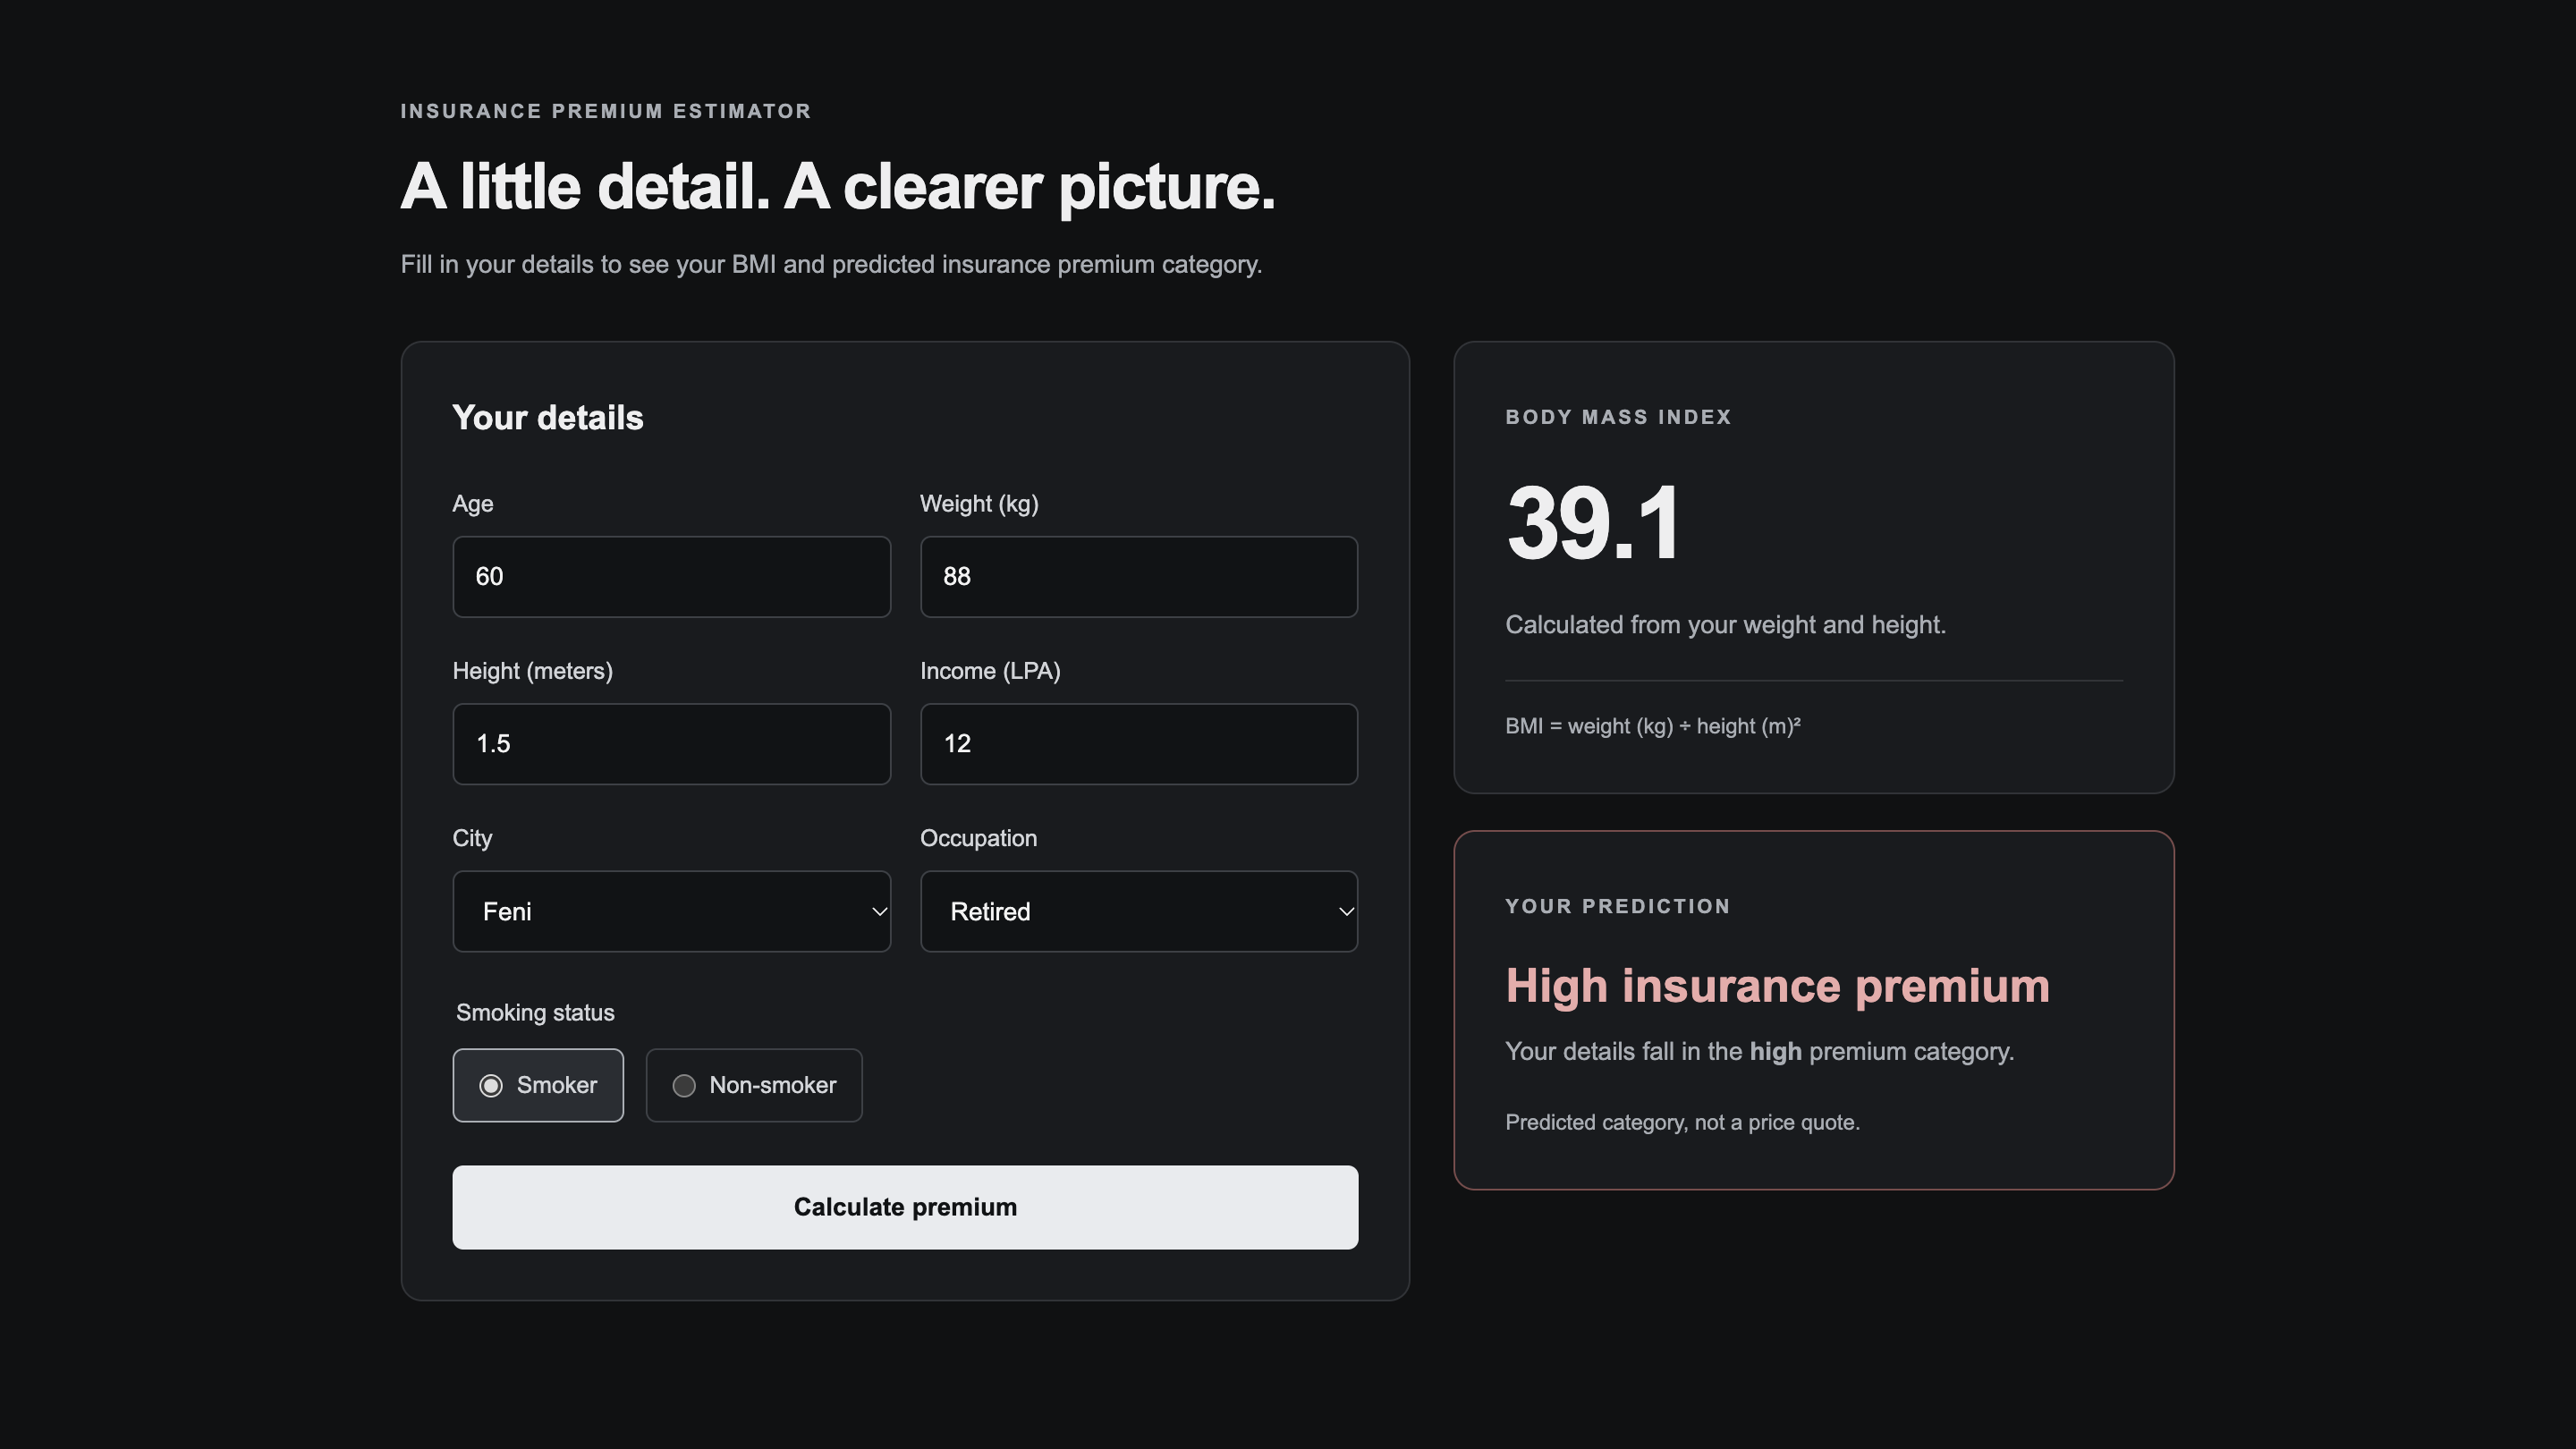 INSURANCE PREMIUM ESTIMATOR
A little detail. A clearer picture.
Fill in your details to see your BMI and predicted insurance premium category.
Your details
Age
60
Weight (kg)
88
Height (meters)
1.5
Income (LPA)
12
City
Feni
Occupation
Retired
Smoking status
Smoker
Non-smoker
Calculate premium
BODY MASS INDEX
39.1
Calculated from your weight and height.
BMI = weight (kg) ÷ height (m)²
YOUR PREDICTION
High insurance premium
Your details fall in the high premium category.
Predicted category, not a price quote.